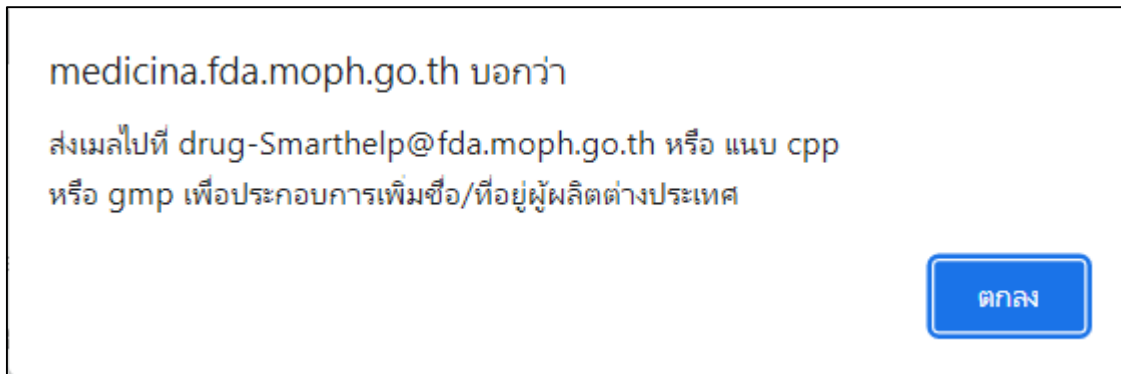 medicina.fda.moph.go.th บอกว่า
ส่งเมลไปที่ drug-Smarthelp@fda.moph.go.th หรือ แนบ cpp
หรือ gmp เพื่อประกอบการเพิ่มชื่อ/ที่อยู่ผู้ผลิตต่างประเทศ
ตกลง